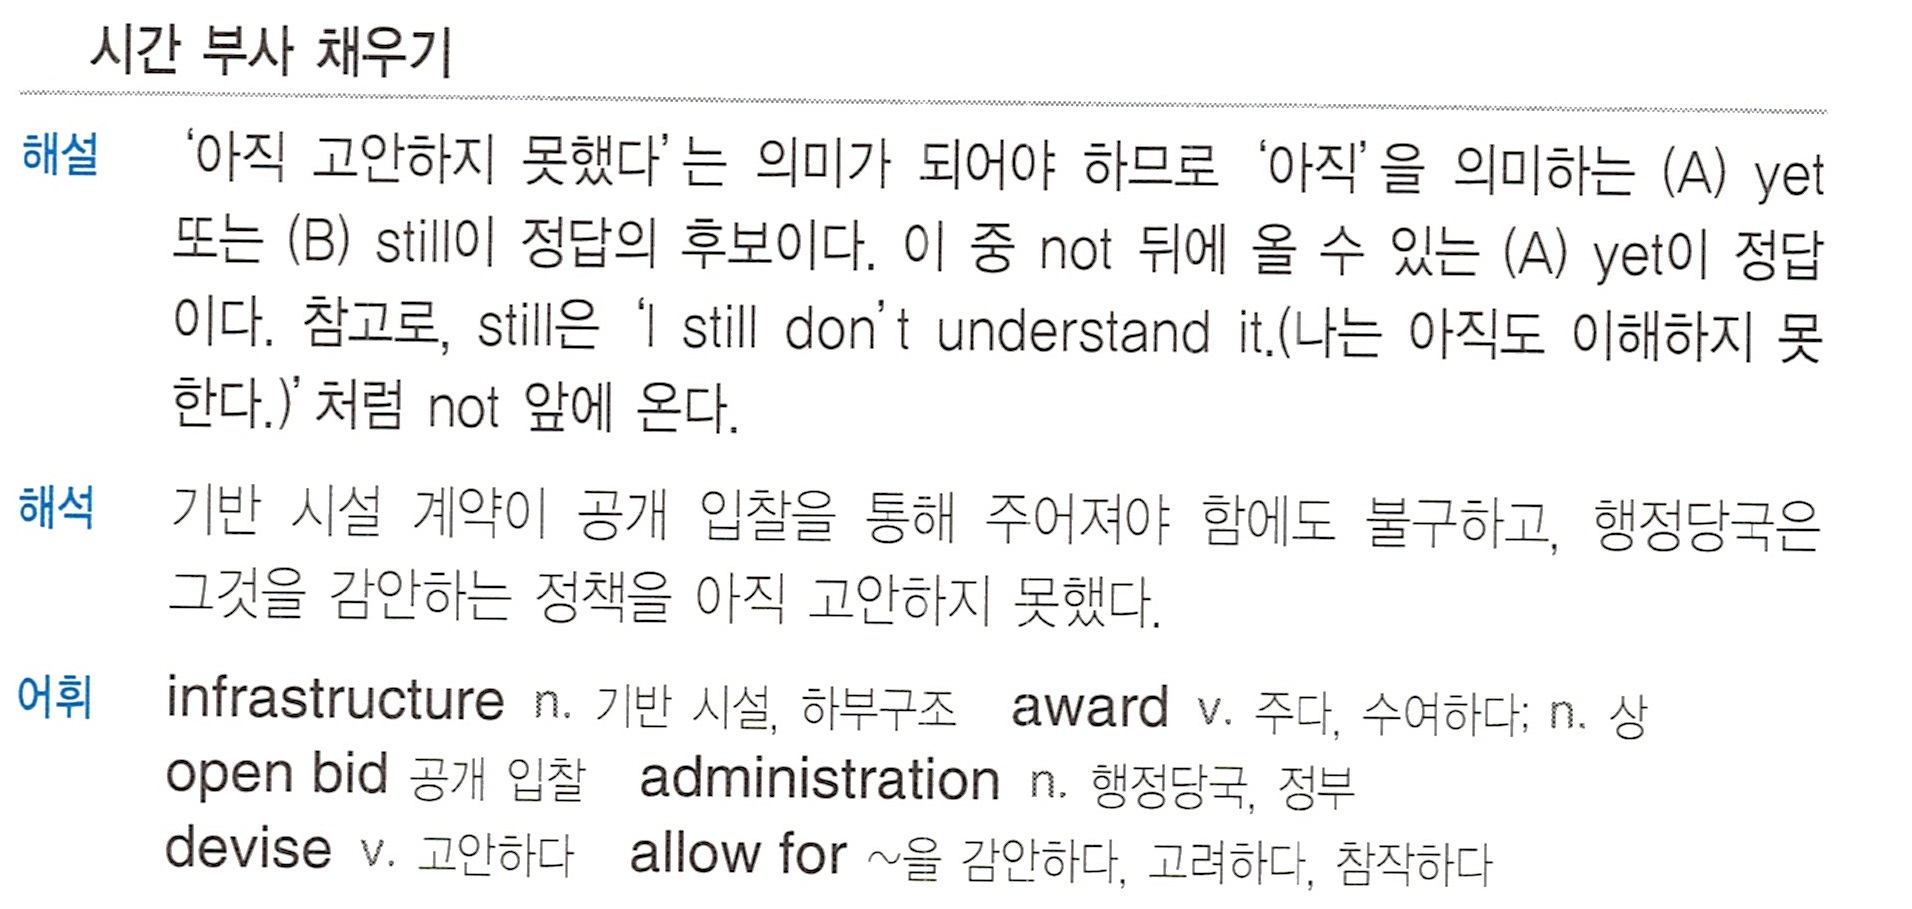 시간 부사 채우기
해설 ‘아직 고안하지 못했다’는 의미가 되어야 하므로 ‘아직’을 의미하는 (A) yet
또는 (B) still이 정답의 후보이다. 이 중 not 뒤에 올 수 있는 (A) yet이 정답
이다. 참고로, still은 ‘I still don’t understand it.(나는 아직도 이해하지 못
한다.)’처럼 not 앞에 온다.
해석 기반 시설 계약이 공개 입찰을 통해 주어져야 함에도 불구하고, 행정당국은
그것을 감안하는 정책을 아직 고안하지 못했다.
어휘 infrastructure n. 기반 시설, 하부구조 award v. 주다, 수여하다; n. 상
open bid 공개 입찰 administration n. 행정당국, 정부
devise v. 고안하다 allow for ~을 감안하다, 고려하다, 참작하다